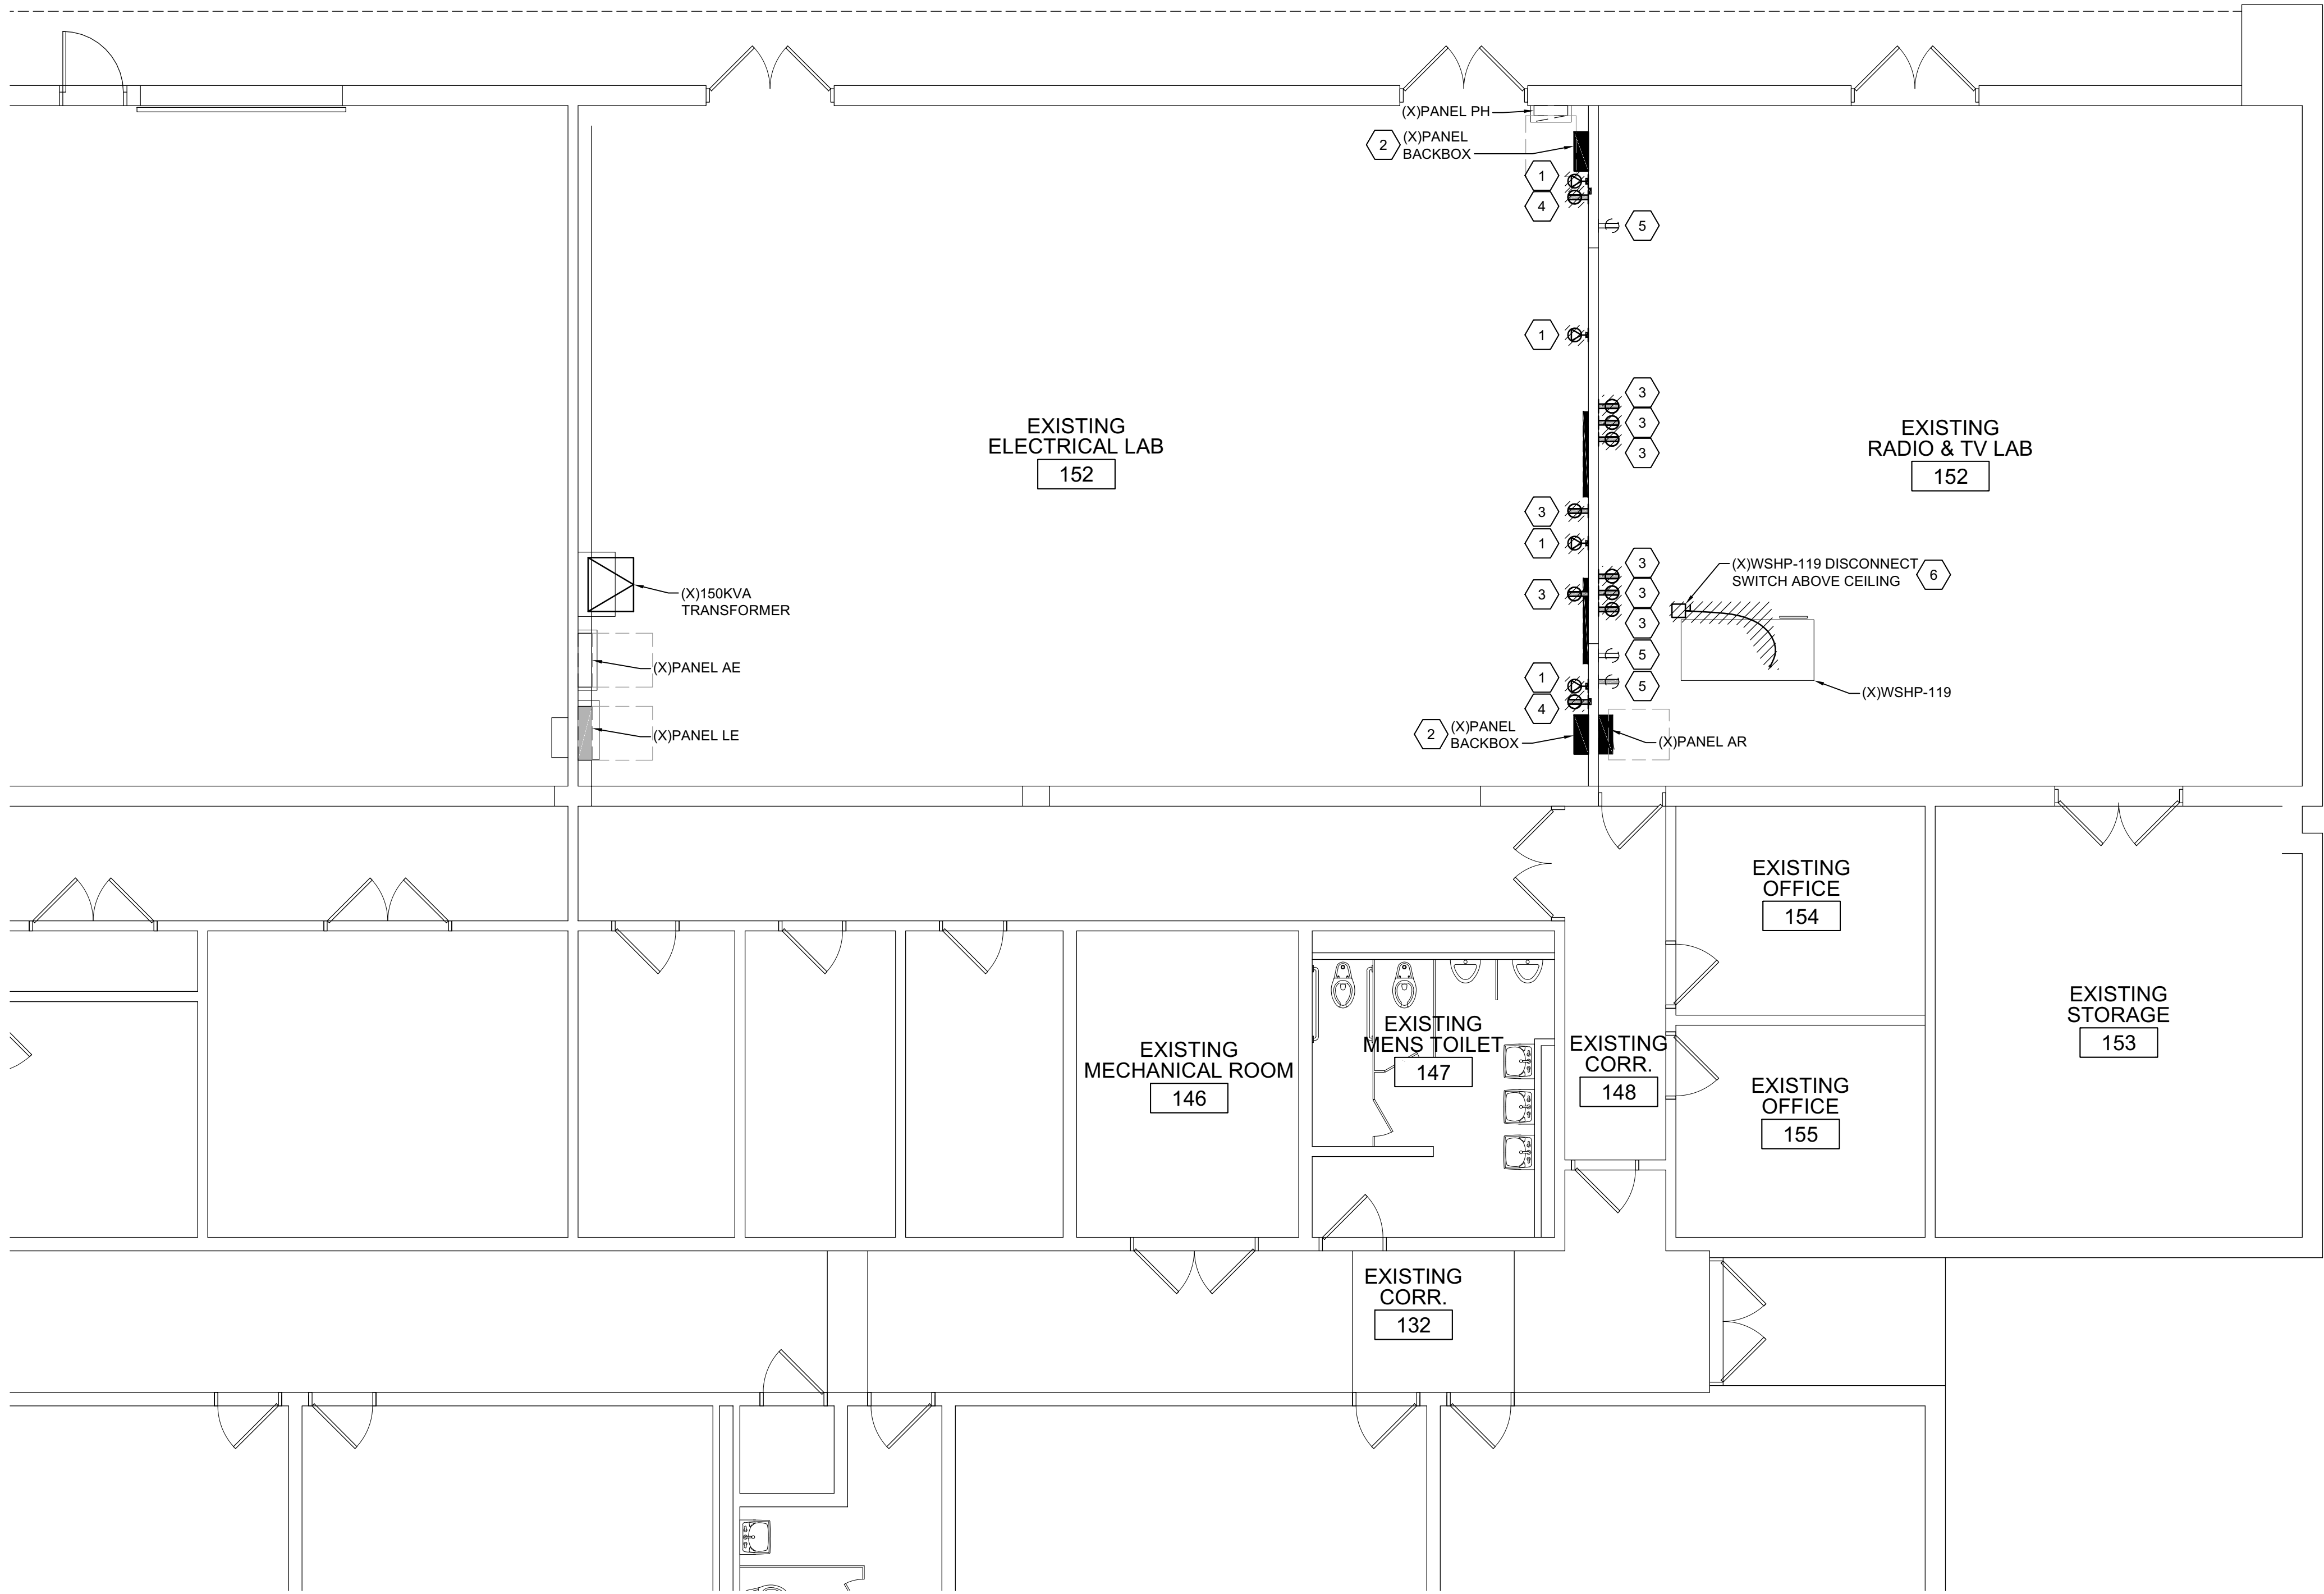 (X)PANEL PH
2
(X)PANEL
BACKBOX
1
4
5
1
3
3
3
EXISTING
ELECTRICAL LAB
152
EXISTING
RADIO & TV LAB
152
3
1
3
3
3
3
(X)WSHP-119 DISCONNECT
SWITCH ABOVE CEILING
6
(X)150KVA
TRANSFORMER
5
(X)PANEL AE
1
5
4
(X)WSHP-119
2
(X)PANEL
BACKBOX
(X)PANEL LE
(X)PANEL AR
EXISTING
OFFICE
154
EXISTING
STORAGE
153
EXISTING
MENS TOILET
147
EXISTING
CORR.
148
EXISTING
MECHANICAL ROOM
146
EXISTING
OFFICE
155
EXISTING
CORR.
132